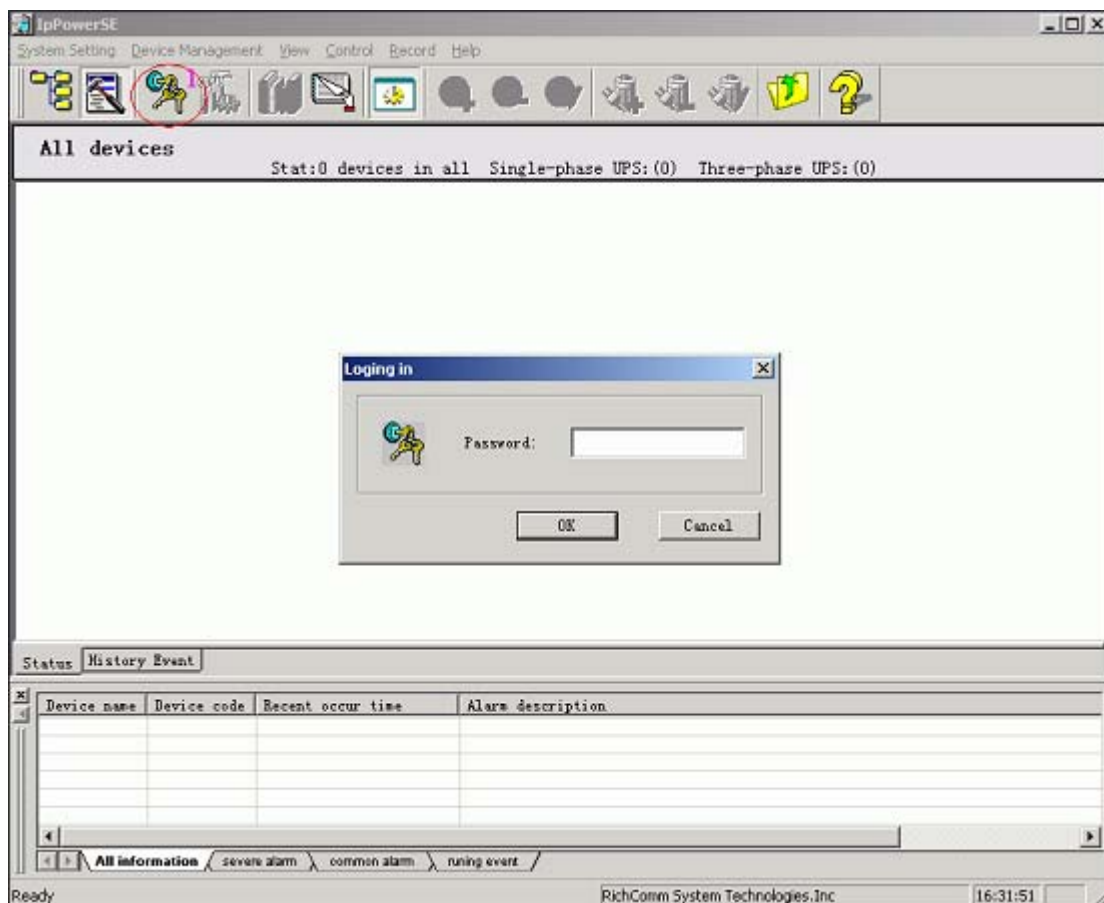 IpPowerSE
System Setting Device Management View Control Record Help
1
All devices
Stat:0 devices in all Single-phase UPS:(0) Three-phase UPS:(0)
Loging in
Password:
OK Cancel
Status History Event
Device name Device code Recent occur time Alarm description
All information severe alarm common alarm runing event
Ready RichComm System Technologies.Inc 16:31:51